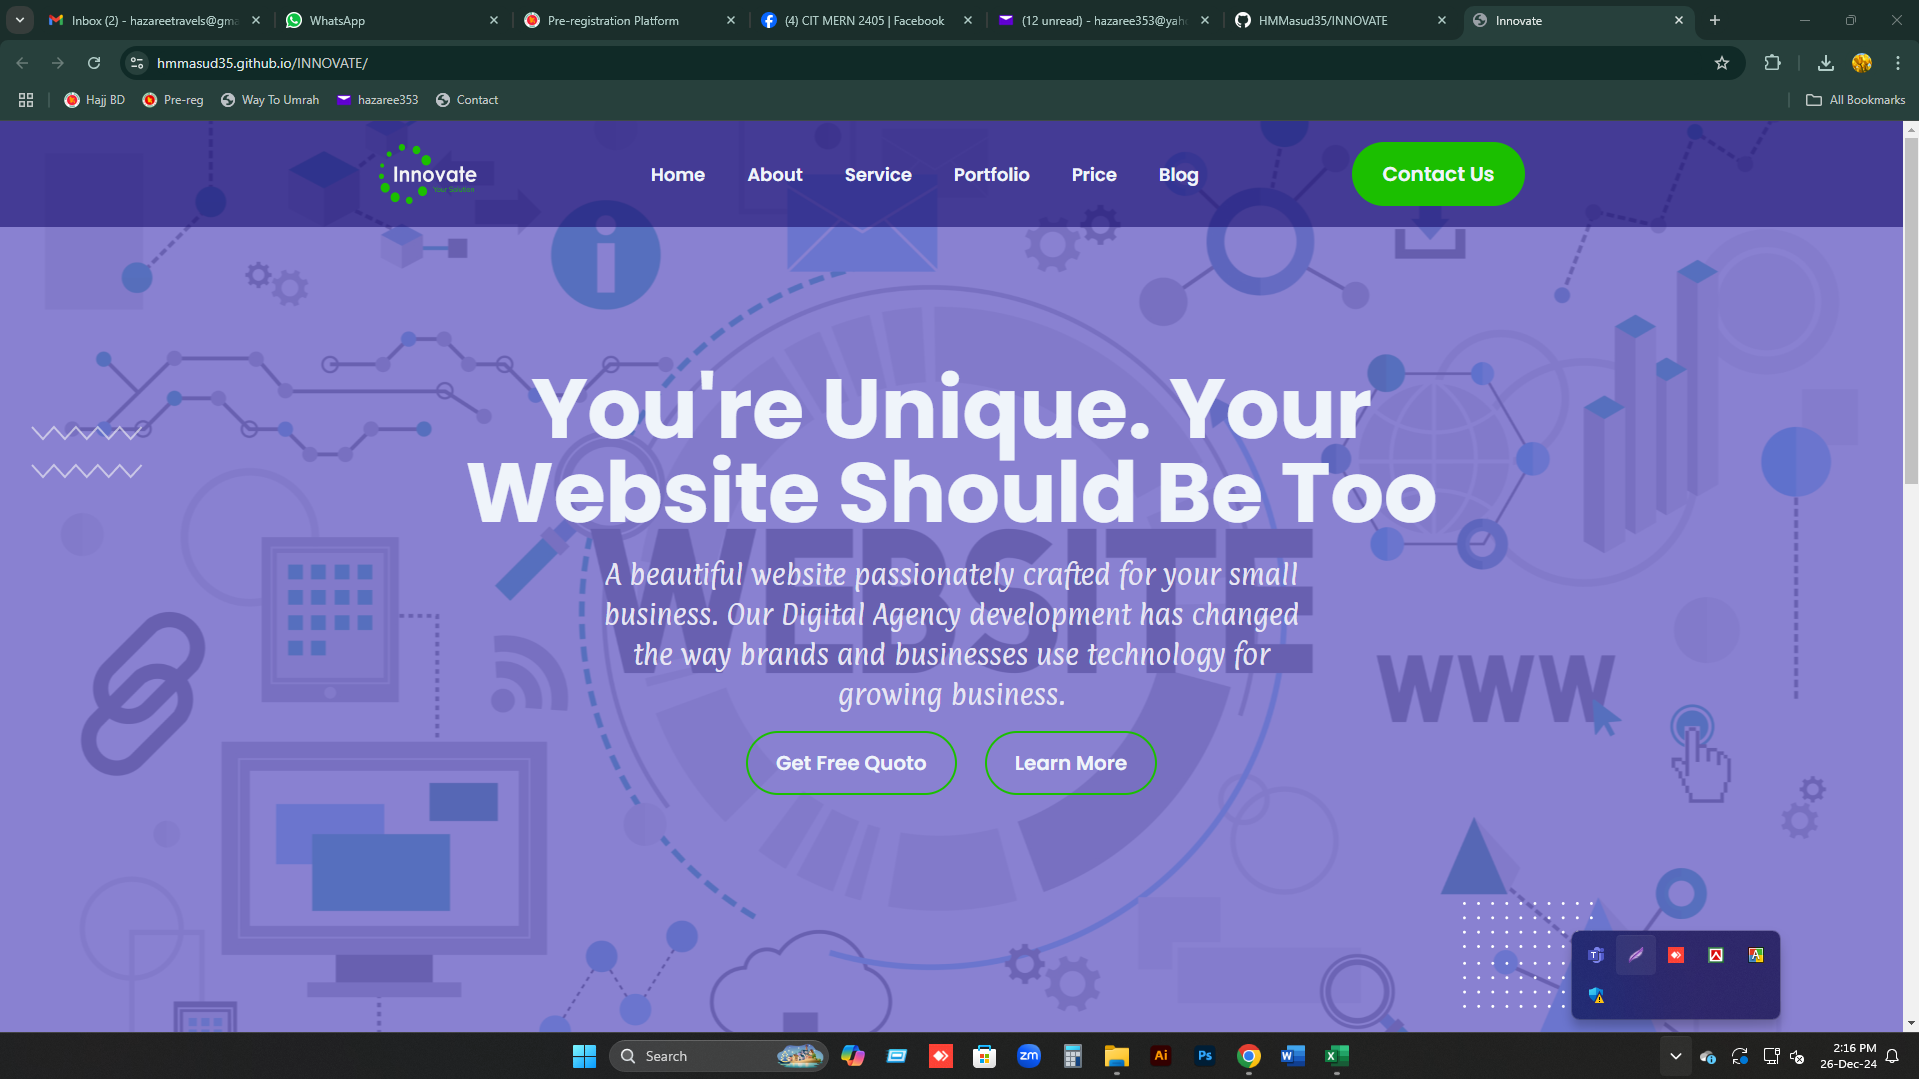 Inbox (2) - hazareetravels@gma
WhatsApp
Pre-registration Platform
(4) CIT MERN 2405 | Facebook
(12 unread) - hazaree353@yah
HMMasud35/INNOVATE
Innovate
hmmasud35.github.io/INNOVATE/
Hajj BD
Pre-reg
Way To Umrah
hazaree353
Contact
All Bookmarks
Innovate
Your Solution
Home
About
Service
Portfolio
Price
Blog
Contact Us
You're Unique. Your
Website Should Be Too
WEBSITE
A beautiful website passionately crafted for your small
business. Our Digital Agency development has changed
the way brands and businesses use technology for
growing business.
WWW
Get Free Quoto
Learn More
Search
zm
Ai
Ps
2:16 PM
26-Dec-24